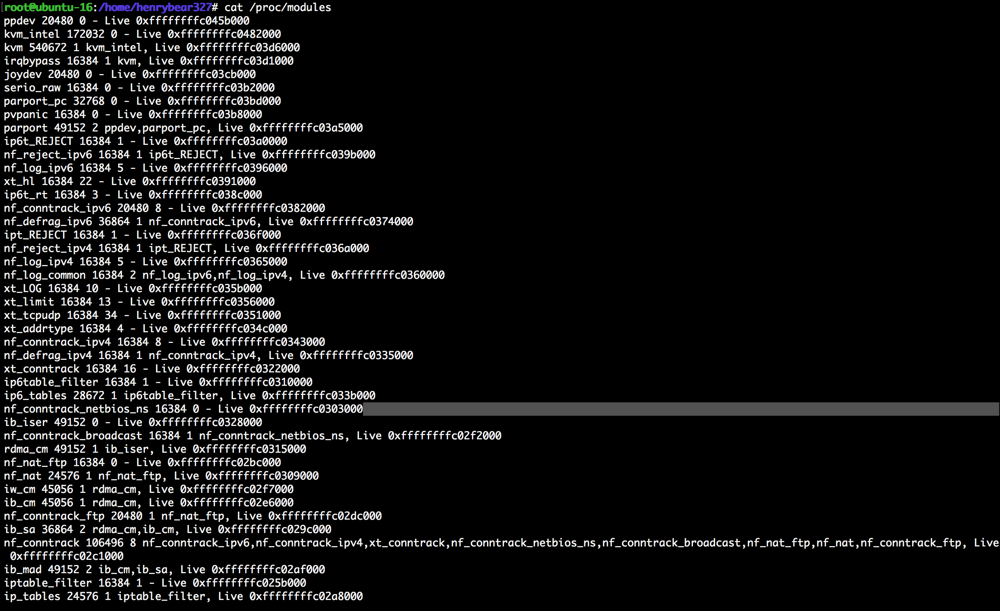 root@ubuntu-16:/home/henrybear327# cat /proc/modules
ppdev 20480 0 - Live 0xffffffffc045b000
kvm_intel 172032 0 - Live 0xffffffffc0482000
kvm 540672 1 kvm_intel, Live 0xffffffffc03d6000
irqbypass 16384 1 kvm, Live 0xffffffffc03d1000
joydev 20480 0 - Live 0xffffffffc03cb000
serio_raw 16384 0 - Live 0xffffffffc03b2000
parport_pc 32768 0 - Live 0xffffffffc03bd000
pvpanic 16384 0 - Live 0xffffffffc03b8000
parport 49152 2 ppdev,parport_pc, Live 0xffffffffc03a5000
ip6t_REJECT 16384 1 - Live 0xffffffffc03a0000
nf_reject_ipv6 16384 1 ip6t_REJECT, Live 0xffffffffc039b000
nf_log_ipv6 16384 5 - Live 0xffffffffc0396000
xt_hl 16384 22 - Live 0xffffffffc0391000
ip6t_rt 16384 3 - Live 0xffffffffc038c000
nf_conntrack_ipv6 20480 8 - Live 0xffffffffc0382000
nf_defrag_ipv6 36864 1 nf_conntrack_ipv6, Live 0xffffffffc0374000
ipt_REJECT 16384 1 - Live 0xffffffffc036f000
nf_reject_ipv4 16384 1 ipt_REJECT, Live 0xffffffffc036a000
nf_log_ipv4 16384 5 - Live 0xffffffffc0365000
nf_log_common 16384 2 nf_log_ipv6,nf_log_ipv4, Live 0xffffffffc0360000
xt_LOG 16384 10 - Live 0xffffffffc035b000
xt_limit 16384 13 - Live 0xffffffffc0356000
xt_tcpudp 16384 34 - Live 0xffffffffc0351000
xt_addrtype 16384 4 - Live 0xffffffffc034c000
nf_conntrack_ipv4 16384 8 - Live 0xffffffffc0343000
nf_defrag_ipv4 16384 1 nf_conntrack_ipv4, Live 0xffffffffc0335000
xt_conntrack 16384 16 - Live 0xffffffffc0322000
ip6table_filter 16384 1 - Live 0xffffffffc0310000
ip6_tables 28672 1 ip6table_filter, Live 0xffffffffc033b000
nf_conntrack_netbios_ns 16384 0 - Live 0xffffffffc0303000
ib_iser 49152 0 - Live 0xffffffffc0328000
nf_conntrack_broadcast 16384 1 nf_conntrack_netbios_ns, Live 0xffffffffc02f2000
rdma_cm 49152 1 ib_iser, Live 0xffffffffc0315000
nf_nat_ftp 16384 0 - Live 0xffffffffc02bc000
nf_nat 24576 1 nf_nat_ftp, Live 0xffffffffc0309000
iw_cm 45056 1 rdma_cm, Live 0xffffffffc02f7000
ib_cm 45056 1 rdma_cm, Live 0xffffffffc02e6000
nf_conntrack_ftp 20480 1 nf_nat_ftp, Live 0xffffffffc02dc000
ib_sa 36864 2 rdma_cm,ib_cm, Live 0xffffffffc029c000
nf_conntrack 106496 8 nf_conntrack_ipv6,nf_conntrack_ipv4,xt_conntrack,nf_conntrack_netbios_ns,nf_conntrack_broadcast,nf_nat_ftp,nf_nat,nf_conntrack_ftp, Live
0xffffffffc02c1000
ib_mad 49152 2 ib_cm,ib_sa, Live 0xffffffffc02af000
iptable_filter 16384 1 - Live 0xffffffffc025b000
ip_tables 24576 1 iptable_filter, Live 0xffffffffc02a8000